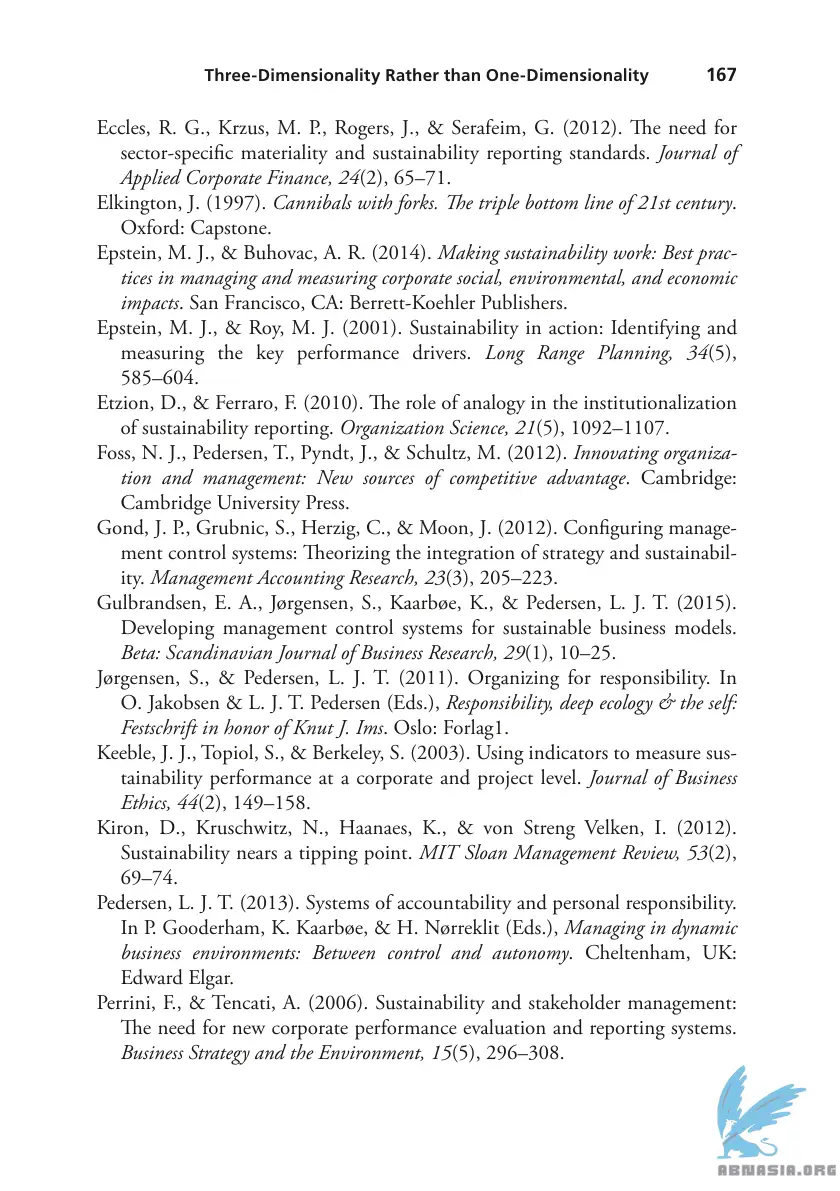 Three-Dimensionality Rather than One-Dimensionality 167
Eccles, R. G., Krzus, M. P., Rogers, J., & Serafeim, G. (2012). The need for
sector-specific materiality and sustainability reporting standards. Journal of
Applied Corporate Finance, 24(2), 65–71.
Elkington, J. (1997). Cannibals with forks. The triple bottom line of 21st century.
Oxford: Capstone.
Epstein, M. J., & Buhovac, A. R. (2014). Making sustainability work: Best prac-
tices in managing and measuring corporate social, environmental, and economic
impacts. San Francisco, CA: Berrett-Koehler Publishers.
Epstein, M. J., & Roy, M. J. (2001). Sustainability in action: Identifying and
measuring the key performance drivers. Long Range Planning, 34(5),
585–604.
Etzion, D., & Ferraro, F. (2010). The role of analogy in the institutionalization
of sustainability reporting. Organization Science, 21(5), 1092–1107.
Foss, N. J., Pedersen, T., Pyndt, J., & Schultz, M. (2012). Innovating organiza-
tion and management: New sources of competitive advantage. Cambridge:
Cambridge University Press.
Gond, J. P., Grubnic, S., Herzig, C., & Moon, J. (2012). Configuring manage-
ment control systems: Theorizing the integration of strategy and sustainabil-
ity. Management Accounting Research, 23(3), 205–223.
Gulbrandsen, E. A., Jørgensen, S., Kaarbøe, K., & Pedersen, L. J. T. (2015).
Developing management control systems for sustainable business models.
Beta: Scandinavian Journal of Business Research, 29(1), 10–25.
Jørgensen, S., & Pedersen, L. J. T. (2011). Organizing for responsibility. In
O. Jakobsen & L. J. T. Pedersen (Eds.), Responsibility, deep ecology & the self:
Festschrift in honor of Knut J. Ims. Oslo: Forlag1.
Keeble, J. J., Topiol, S., & Berkeley, S. (2003). Using indicators to measure sus-
tainability performance at a corporate and project level. Journal of Business
Ethics, 44(2), 149–158.
Kiron, D., Kruschwitz, N., Haanaes, K., & von Streng Velken, I. (2012).
Sustainability nears a tipping point. MIT Sloan Management Review, 53(2),
69–74.
Pedersen, L. J. T. (2013). Systems of accountability and personal responsibility.
In P. Gooderham, K. Kaarbøe, & H. Nørreklit (Eds.), Managing in dynamic
business environments: Between control and autonomy. Cheltenham, UK:
Edward Elgar.
Perrini, F., & Tencati, A. (2006). Sustainability and stakeholder management:
The need for new corporate performance evaluation and reporting systems.
Business Strategy and the Environment, 15(5), 296–308.
ABNASIA.ORG